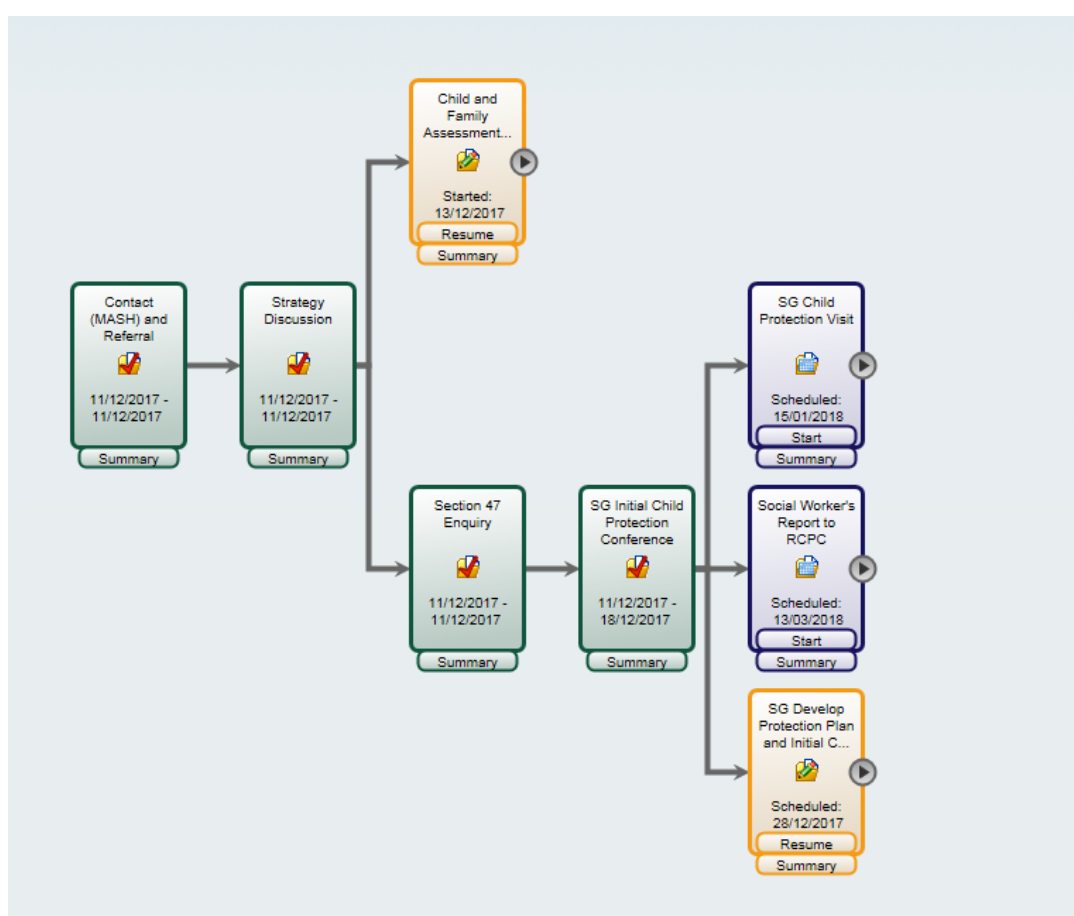 Child and
Family
Assessment...
Started:
13/12/2017
Resume
Summary
Contact
(MASH) and
Referral
11/12/2017 -
11/12/2017
Summary
Strategy
Discussion
11/12/2017 -
11/12/2017
Summary
SG Child
Protection Visit
Scheduled:
15/01/2018
Start
Summary
Section 47
Enquiry
11/12/2017 -
11/12/2017
Summary
SG Initial Child
Protection
Conference
11/12/2017 -
18/12/2017
Summary
Social Worker's
Report to
RCPC
Scheduled:
13/03/2018
Start
Summary
SG Develop
Protection Plan
and Initial C...
Scheduled:
28/12/2017
Resume
Summary